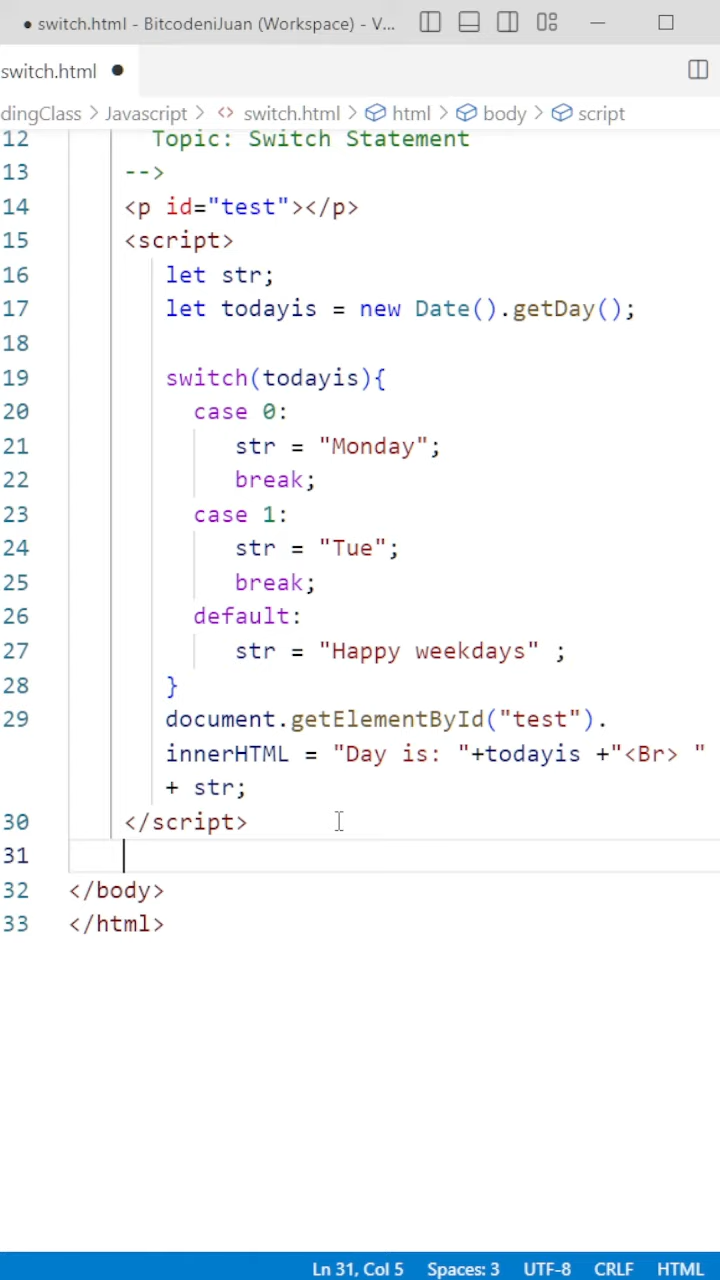 ● switch.html - BitcodeniJuan (Workspace) - V...
switch.html ●
dingClass > Javascript > <> switch.html > html > body > script
12 Topic: Switch Statement
13 -->
14 <p id="test"></p>
15 <script>
16 let str;
17 let todayis = new Date().getDay();
18
19 switch(todayis){
20 case 0:
21 str = "Monday";
22 break;
23 case 1:
24 str = "Tue";
25 break;
26 default:
27 str = "Happy weekdays" ;
28 }
29 document.getElementById("test").
innerHTML = "Day is: "+todayis +"<Br> "
+ str;
30 </script>
31
32 </body>
33 </html>
Ln 31, Col 5 Spaces: 3 UTF-8 CRLF HTML